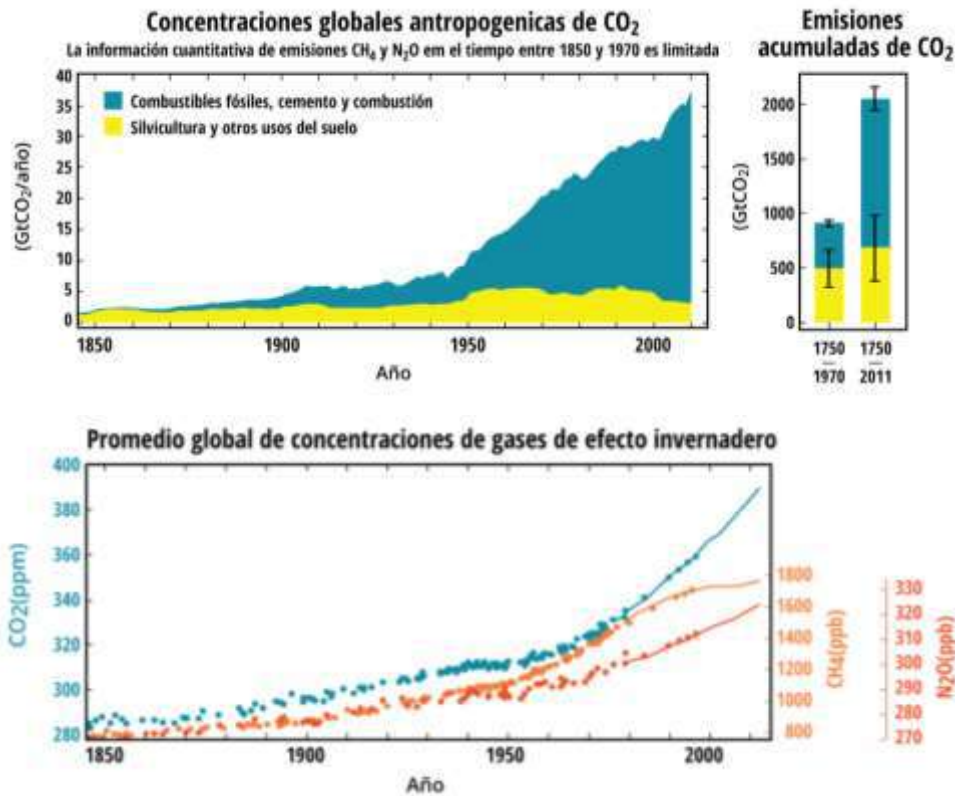 Concentraciones globales antropogenicas de CO₂
La información cuantitativa de emisiones CH₄ y N₂O em el tiempo entre 1850 y 1970 es limitada
(GtCO₂/año)
40
35
30
25
20
15
10
5
0
Combustibles fósiles, cemento y combustión
Silvicultura y otros usos del suelo
1850 1900 1950 2000
Año
Emisiones
acumuladas de CO₂
(GtCO₂)
2000
1500
1000
500
0
1750 1750
1970 2011
Promedio global de concentraciones de gases de efecto invernadero
CO2(ppm)
400
380
360
340
320
300
280
1800
1600
1400
1200
1000
800
CH4(ppb)
330
320
310
300
290
280
270
N2O(ppb)
1850 1900 1950 2000
Año